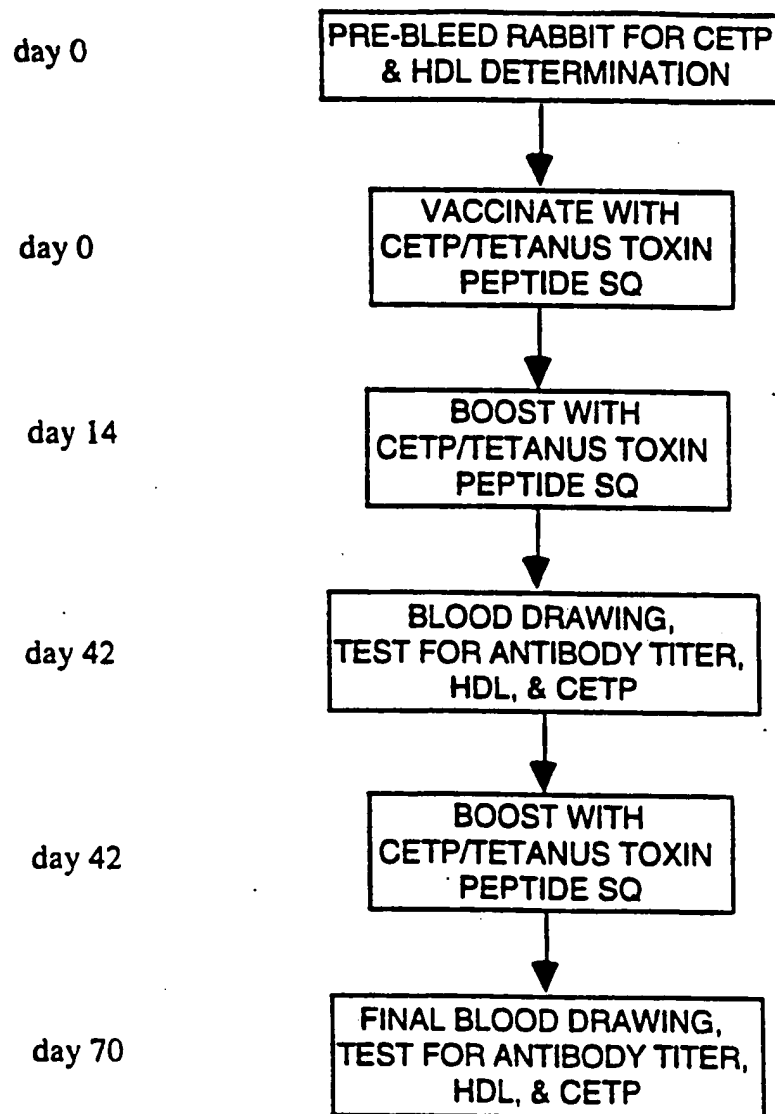 day 0
PRE-BLEED RABBIT FOR CETP
& HDL DETERMINATION
day 0
VACCINATE WITH
CETP/TETANUS TOXIN
PEPTIDE SQ
day 14
BOOST WITH
CETP/TETANUS TOXIN
PEPTIDE SQ
day 42
BLOOD DRAWING,
TEST FOR ANTIBODY TITER,
HDL, & CETP
day 42
BOOST WITH
CETP/TETANUS TOXIN
PEPTIDE SQ
day 70
FINAL BLOOD DRAWING,
TEST FOR ANTIBODY TITER,
HDL, & CETP